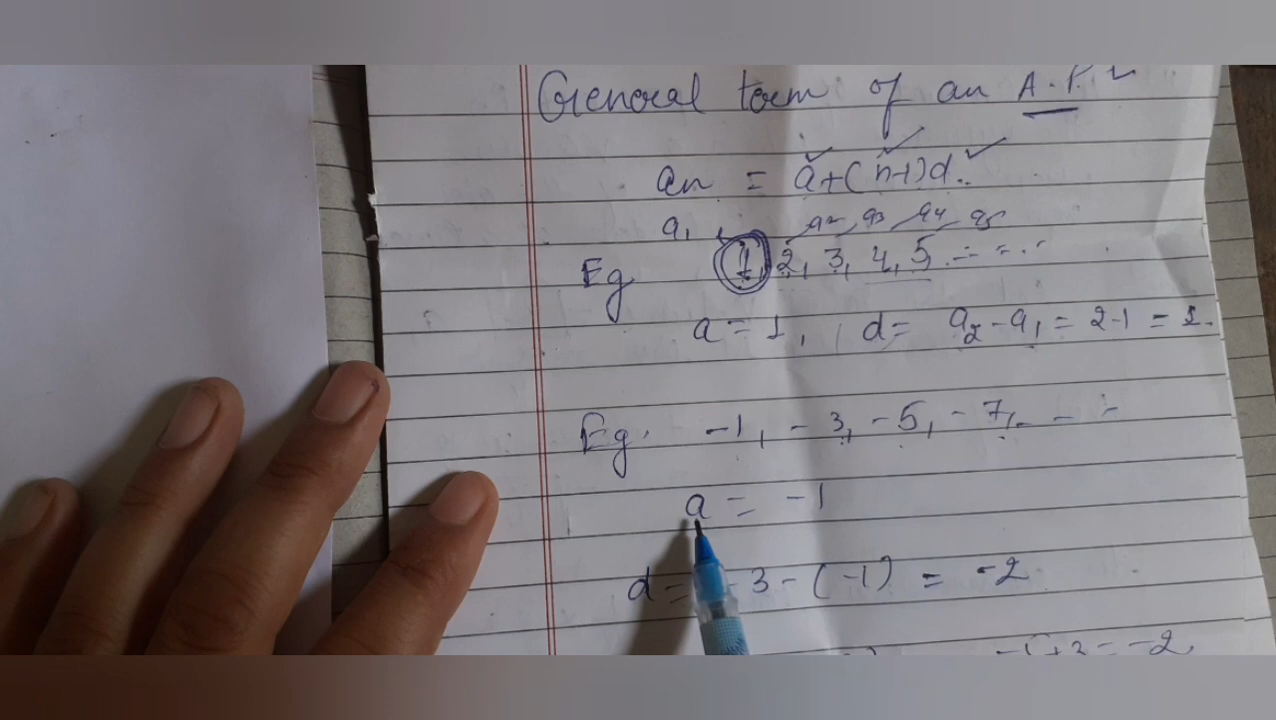 General term of an A.P.
an = a+(n-1)d.
a1, a2, a3, a4, a5
Eg 1, 2, 3, 4, 5 ------
a = 1, d = a2-a1 = 2-1 = 1.
Eg. -1, -3, -5, -7, ---
a = -1
d = -3-(-1) = -2
= -2